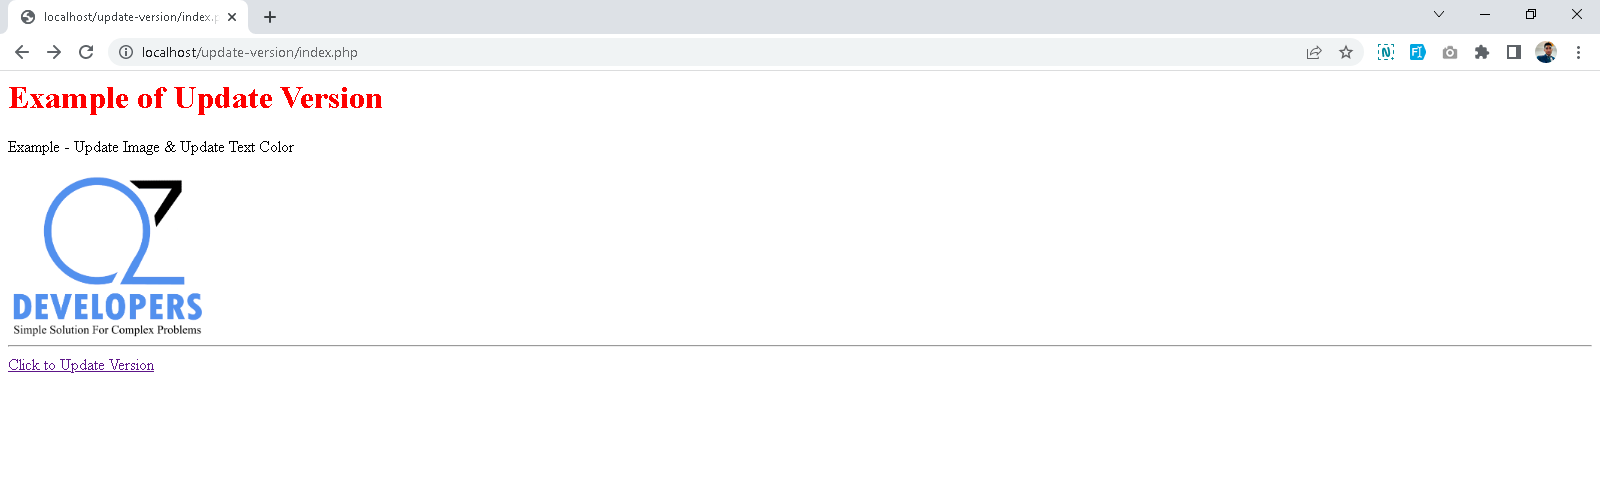 localhost/update-version/index.p
localhost/update-version/index.php
Example of Update Version
Example - Update Image & Update Text Color
OZ
DEVELOPERS
Simple Solution For Complex Problems
Click to Update Version